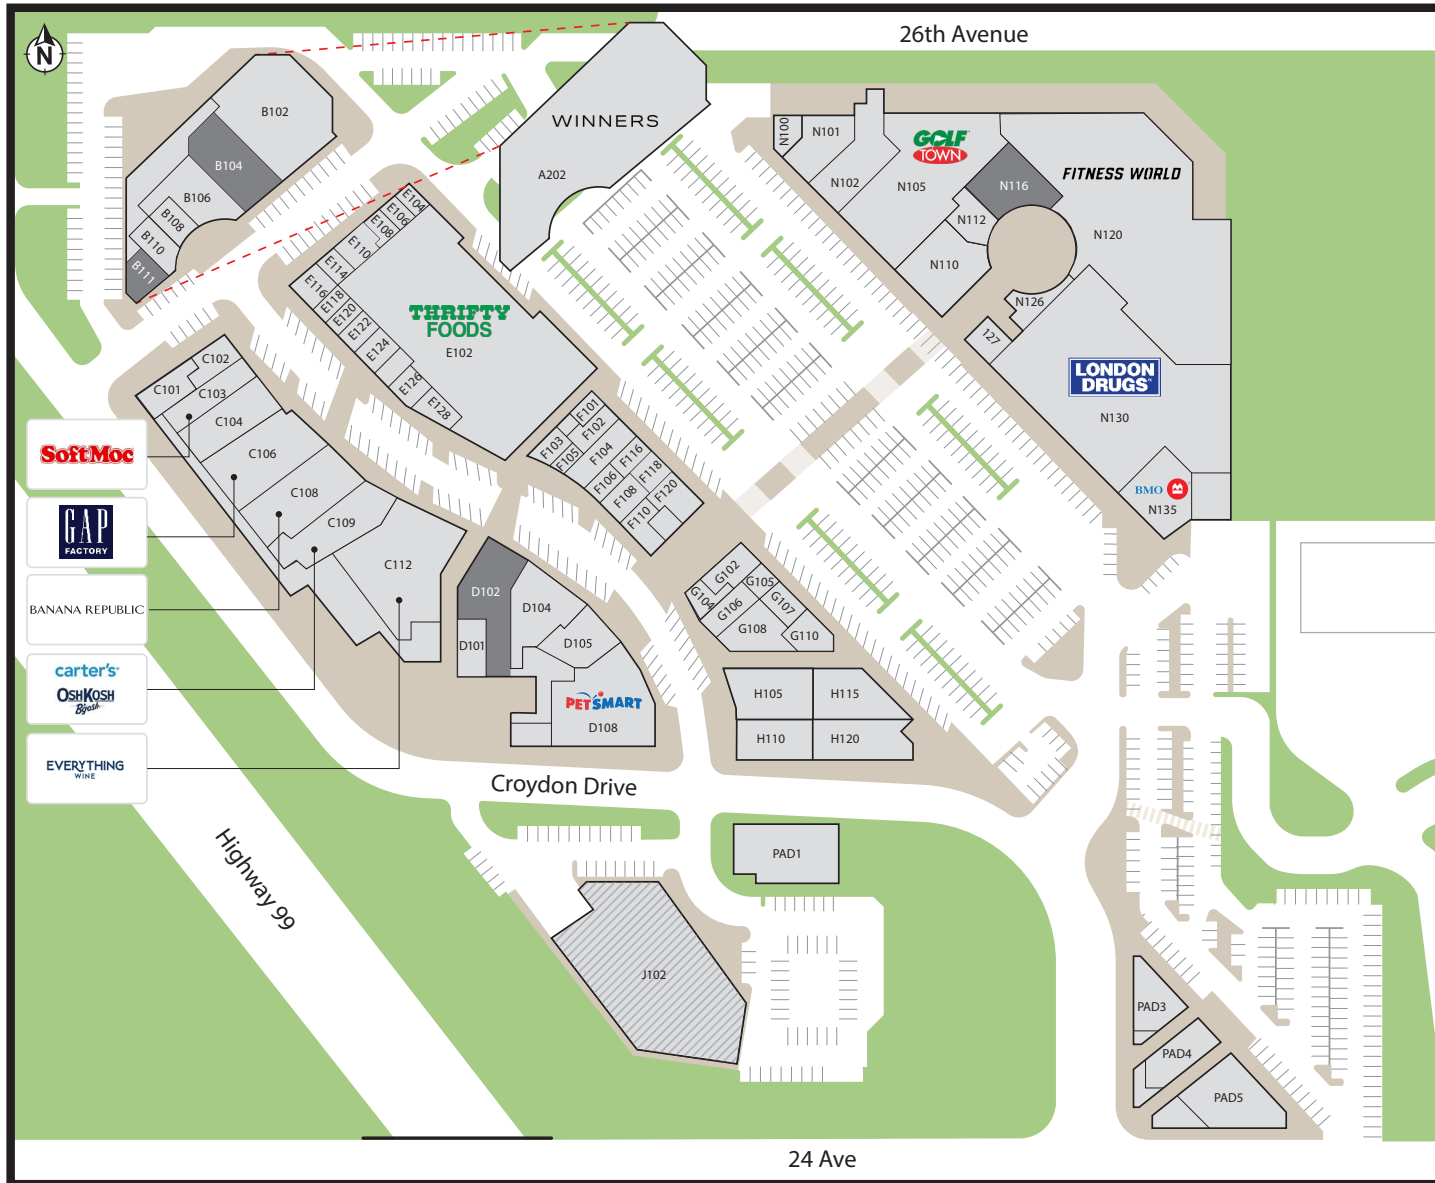 N
26th Avenue
B102
B104
B106
B108
B110
B111
WINNERS
A202
N100
N101
N102
GOLF
TOWN
N105
N116
FITNESS WORLD
N112
N120
N110
N126
127
LONDON
DRUGS
N130
BMO
N135
E104
E106
E108
E110
E114
E116
E118
E120
E122
E124
E126
E128
THRIFTY
FOODS
E102
C101
C102
C103
C104
C106
C108
C109
C112
SoftMoc
GAP
FACTORY
BANANA REPUBLIC
carter's
OSHKOSH
B'gosh
EVERYTHING
WINE
F101
F102
F103
F104
F105
F106
F116
F108
F118
F110
F120
D102
D104
D101
D105
PETSMART
D108
G102
G104
G105
G106
G107
G108
G110
H105
H115
H110
H120
Croydon Drive
Highway 99
PAD1
J102
PAD3
PAD4
PAD5
24 Ave